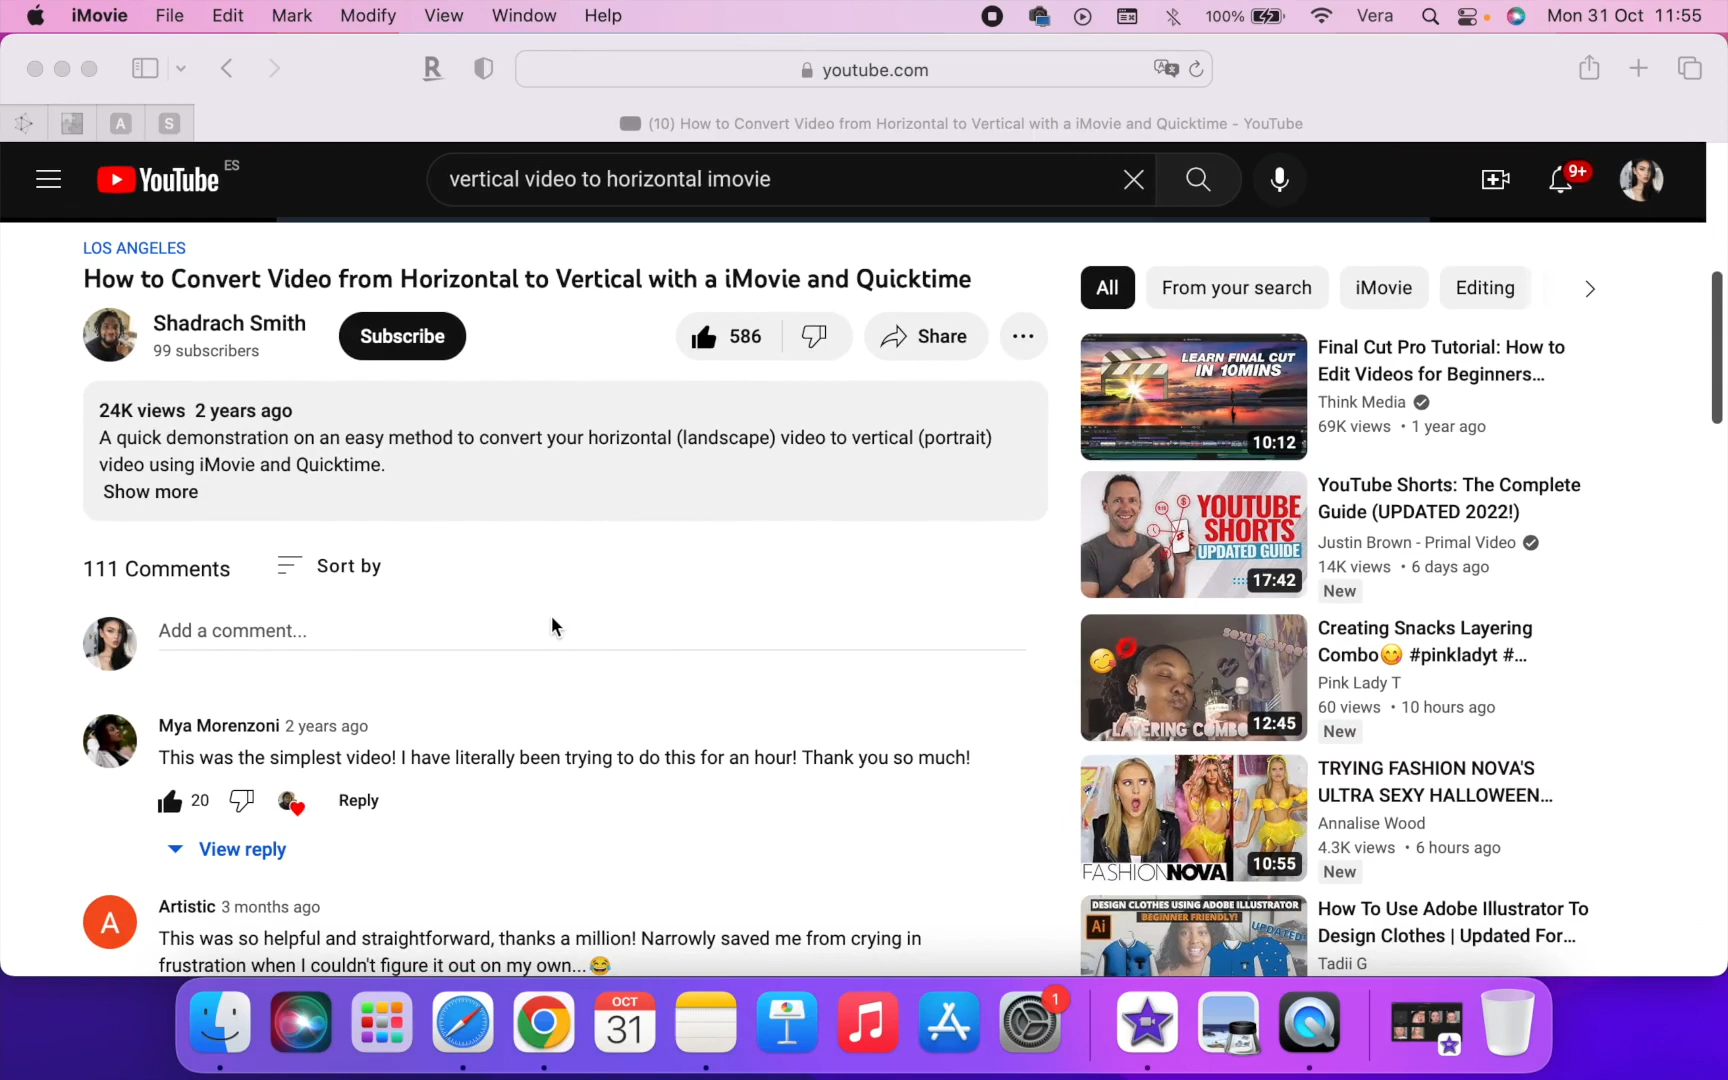 iMovie File Edit Mark Modify View Window Help 100% Vera Mon 31 Oct 11:55
R youtube.com
A S (10) How to Convert Video from Horizontal to Vertical with a iMovie and Quicktime - YouTube
YouTube ES vertical video to horizontal imovie 9+
LOS ANGELES
How to Convert Video from Horizontal to Vertical with a iMovie and Quicktime
Shadrach Smith
99 subscribers
Subscribe
586
Share
24K views 2 years ago
A quick demonstration on an easy method to convert your horizontal (landscape) video to vertical (portrait)
video using iMovie and Quicktime.
Show more
111 Comments Sort by
Add a comment...
Mya Morenzoni 2 years ago
This was the simplest video! I have literally been trying to do this for an hour! Thank you so much!
20 Reply
View reply
A
Artistic 3 months ago
This was so helpful and straightforward, thanks a million! Narrowly saved me from crying in
frustration when I couldn't figure it out on my own...😂
All From your search iMovie Editing
LEARN FINAL CUT
IN 10MINS
10:12
Final Cut Pro Tutorial: How to
Edit Videos for Beginners...
Think Media
69K views • 1 year ago
YOUTUBE
SHORTS
UPDATED GUIDE
17:42
YouTube Shorts: The Complete
Guide (UPDATED 2022!)
Justin Brown - Primal Video
14K views • 6 days ago
New
sexy&sweet
LAYERING COMBO
12:45
Creating Snacks Layering
Combo😋 #pinkladyt #...
Pink Lady T
60 views • 10 hours ago
New
FASHIONNOVA
10:55
TRYING FASHION NOVA'S
ULTRA SEXY HALLOWEEN...
Annalise Wood
4.3K views • 6 hours ago
New
DESIGN CLOTHES USING ADOBE ILLUSTRATOR
BEGINNER FRIENDLY!
Ai
UPDATED!
How To Use Adobe Illustrator To
Design Clothes | Updated For...
Tadii G
OCT
31
1